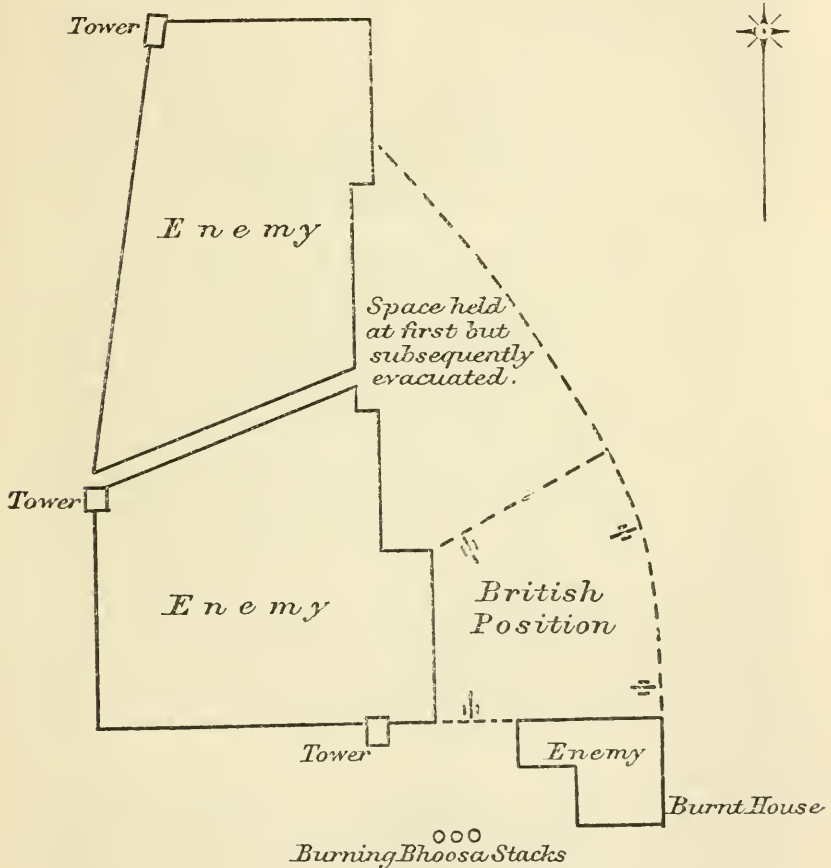 Tower
Enemy
Space held
at first but
subsequently
evacuated.
Tower
Enemy
British
Position
Tower
Enemy
Burnt House
Burning Bhoosa Stacks